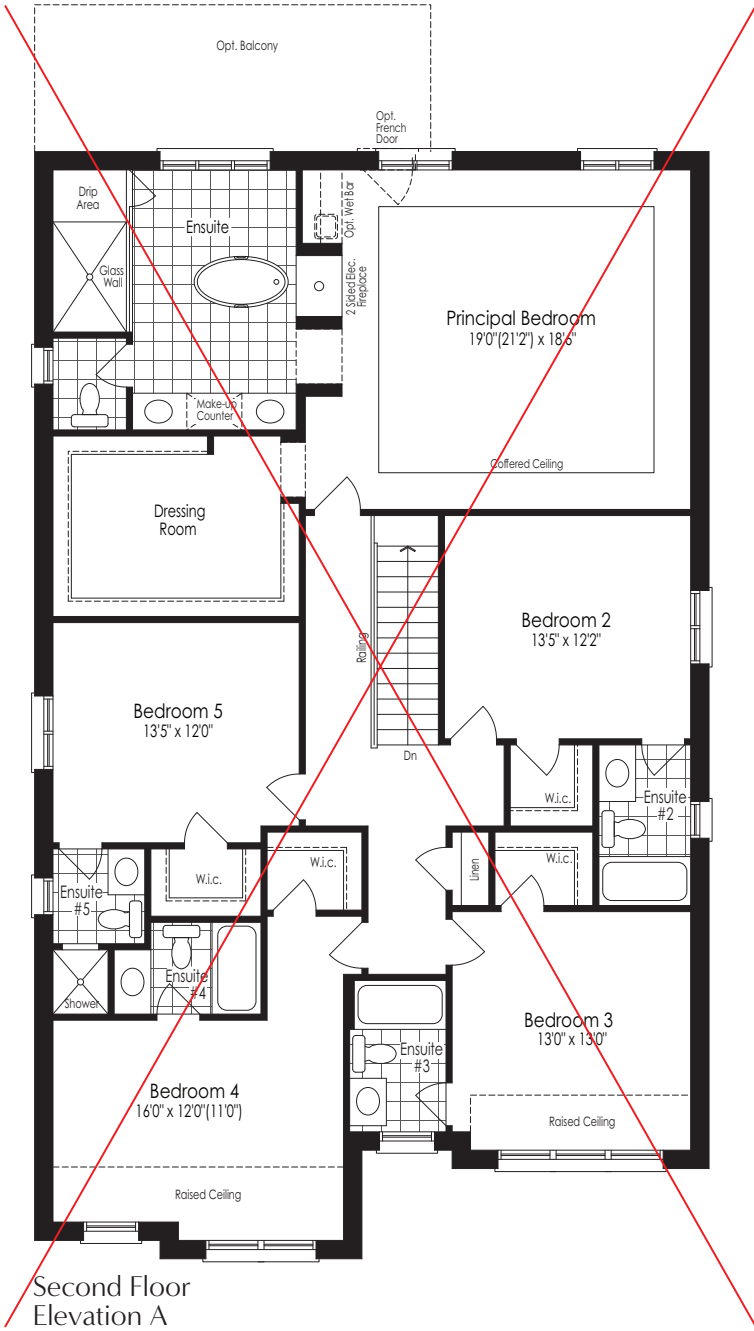 Opt. Balcony
Opt.
French
Door
Drip
Area
Ensuite
Opt. Wet Bar
Glass
Wall
2 Sided Elec.
Fireplace
Principal Bedroom
19'0"(21'2") x 18'6"
Make-up
Counter
Coffered Ceiling
Dressing
Room
Bedroom 2
13'5" x 12'2"
Railing
Bedroom 5
13'5" x 12'0"
Dn
W.i.c.
Ensuite
#2
W.i.c.
W.i.c.
Linen
W.i.c.
Ensuite
#5
Ensuite
#4
Shower
Bedroom 3
13'0" x 13'0"
Ensuite
#3
Bedroom 4
16'0" x 12'0"(11'0")
Raised Ceiling
Raised Ceiling
Second Floor
Elevation A